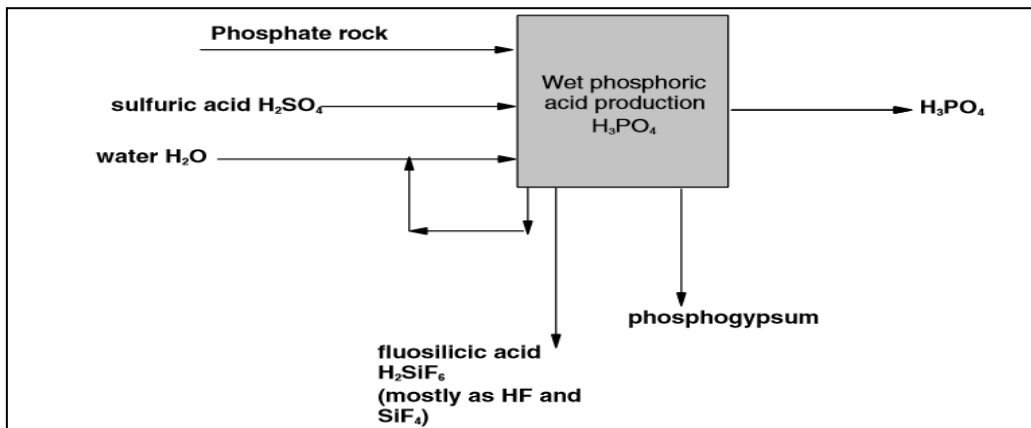 Phosphate rock
Wet phosphoric
acid production
H₃PO₄
sulfuric acid H₂SO₄
H₃PO₄
water H₂O
phosphogypsum
fluosilicic acid
H₂SiF₆
(mostly as HF and
SiF₄)